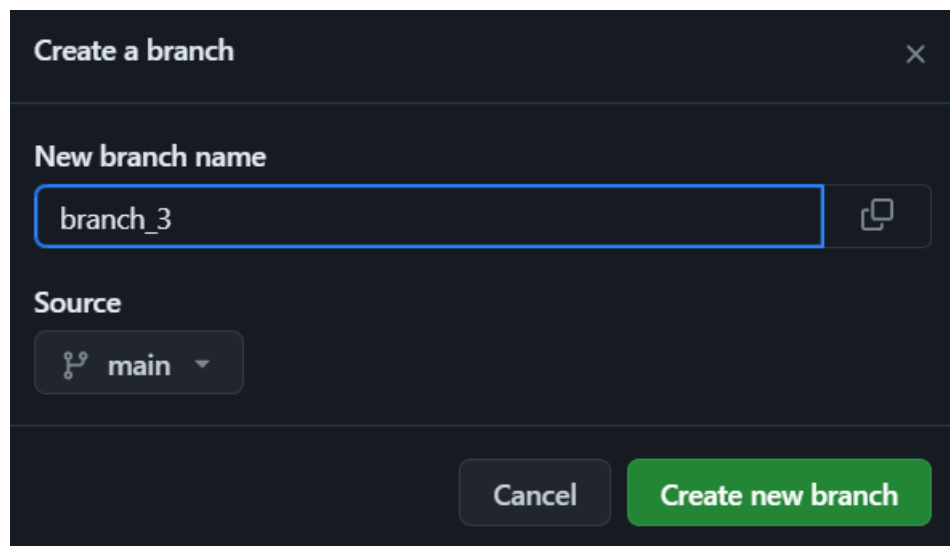 Create a branch
New branch name
branch_3
Source
main
Cancel
Create new branch